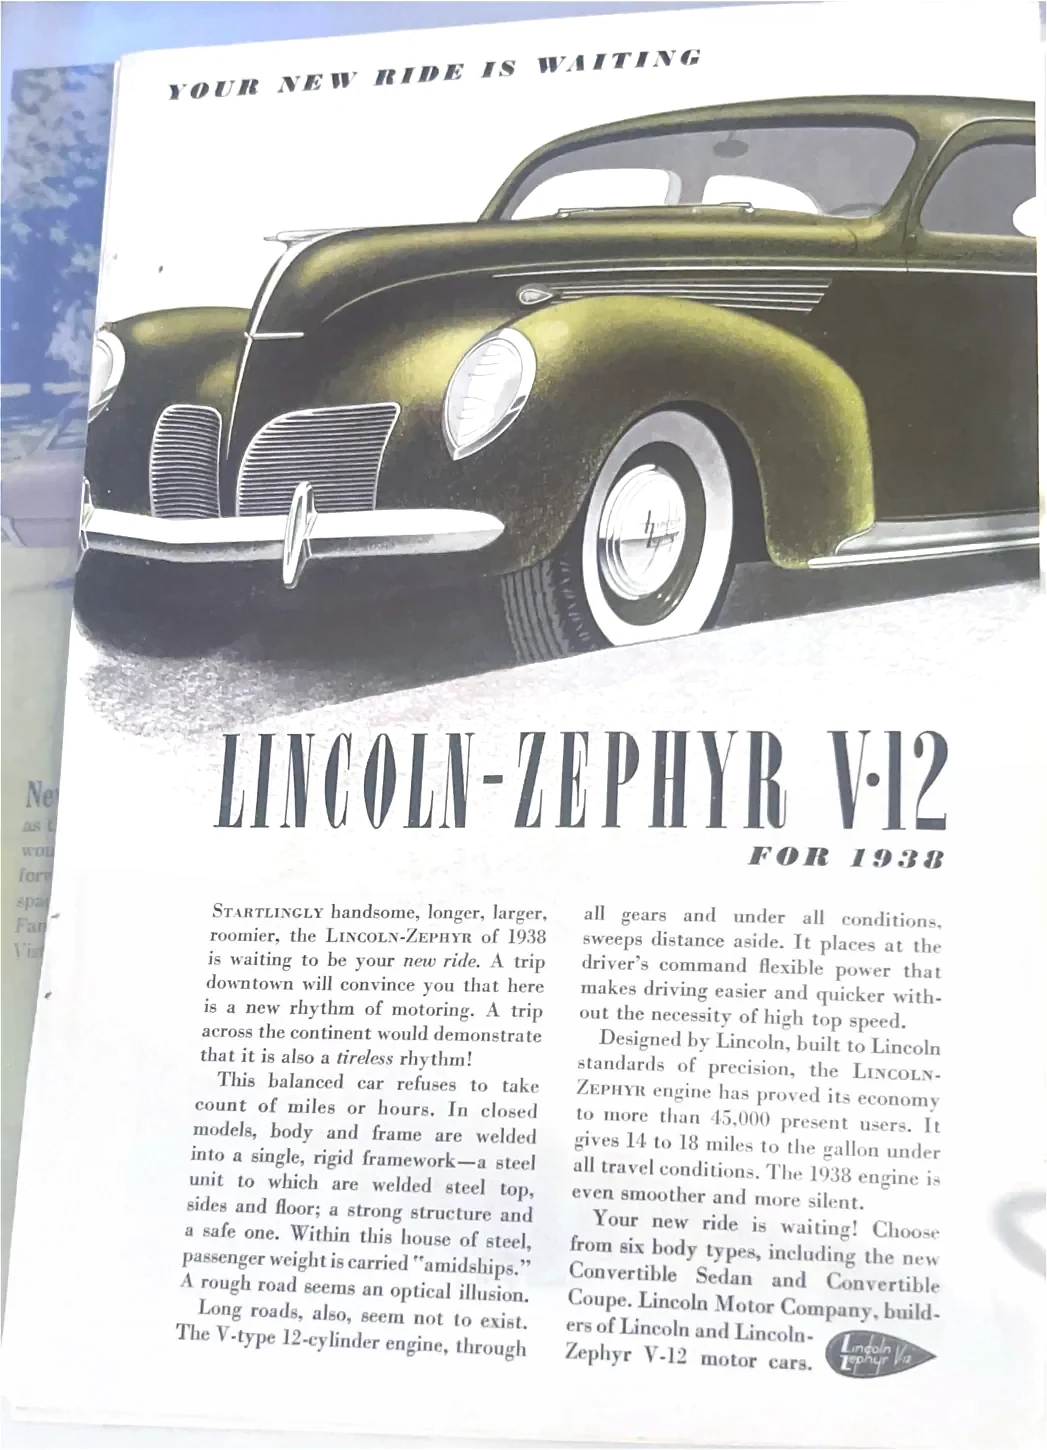 YOUR NEW RIDE IS WAITING
Lincoln
Zephyr
LINCOLN-ZEPHYR V·12
FOR 1938
STARTLINGLY handsome, longer, larger,
roomier, the LINCOLN-ZEPHYR of 1938
is waiting to be your new ride. A trip
downtown will convince you that here
is a new rhythm of motoring. A trip
across the continent would demonstrate
that it is also a tireless rhythm!
This balanced car refuses to take
count of miles or hours. In closed
models, body and frame are welded
into a single, rigid framework—a steel
unit to which are welded steel top,
sides and floor; a strong structure and
a safe one. Within this house of steel,
passenger weight is carried "amidships."
A rough road seems an optical illusion.
Long roads, also, seem not to exist.
The V-type 12-cylinder engine, through
all gears and under all conditions,
sweeps distance aside. It places at the
driver's command flexible power that
makes driving easier and quicker with-
out the necessity of high top speed.
Designed by Lincoln, built to Lincoln
standards of precision, the LINCOLN-
ZEPHYR engine has proved its economy
to more than 45,000 present users. It
gives 14 to 18 miles to the gallon under
all travel conditions. The 1938 engine is
even smoother and more silent.
Your new ride is waiting! Choose
from six body types, including the new
Convertible Sedan and Convertible
Coupe. Lincoln Motor Company, build-
ers of Lincoln and Lincoln-
Zephyr V-12 motor cars.
Lincoln
Zephyr V12
Ne
as t
wou
forv
spa
Far
Vis